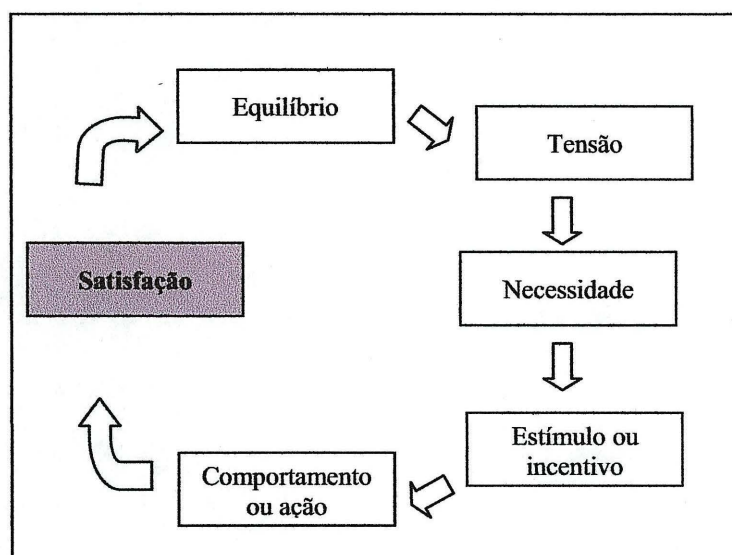 Equilíbrio
Tensão
Necessidade
Estímulo ou
incentivo
Comportamento
ou ação
Satisfação